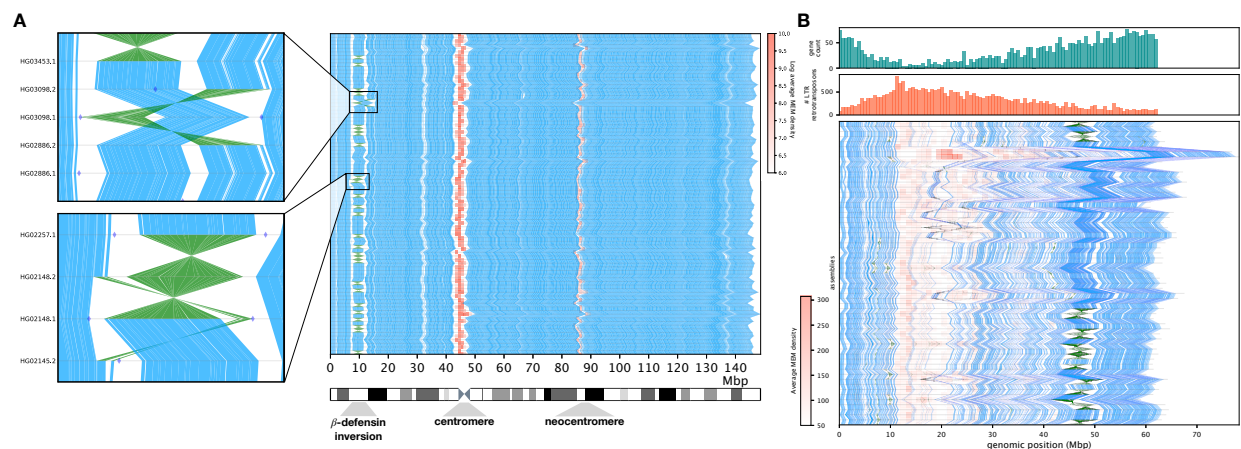 A
HG03453.1
HG03098.2
HG03098.1
HG02886.2
HG02886.1
HG02257.1
HG02148.2
HG02148.1
HG02145.2
0 10 20 30 40 50 60 70 80 90 100 110 120 130 140
Mbp
β-defensin
inversion
centromere
neocentromere
10.0
9.5
9.0
8.5
8.0
7.5
7.0
6.5
6.0
Log average MEM density
B
gene
count
50
0
# LTR
retrotransposons
500
0
assemblies
Average MEM density
300
250
200
150
100
50
0 10 20 30 40 50 60 70
genomic position (Mbp)